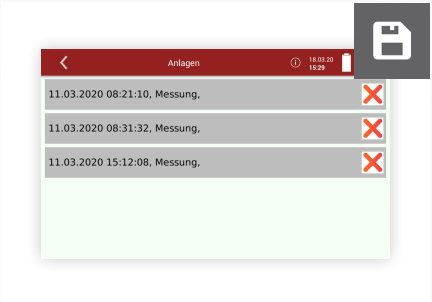 Anlagen
18.03.20
15:29
11.03.2020 08:21:10, Messung,
11.03.2020 08:31:32, Messung,
11.03.2020 15:12:08, Messung,